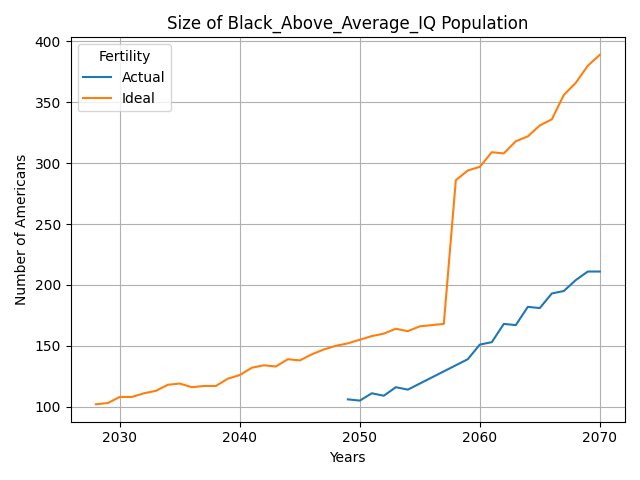 Size of Black_Above_Average_IQ Population
Number of Americans
400
350
300
250
200
150
100
Fertility
Actual
Ideal
2030
2040
2050
2060
2070
Years